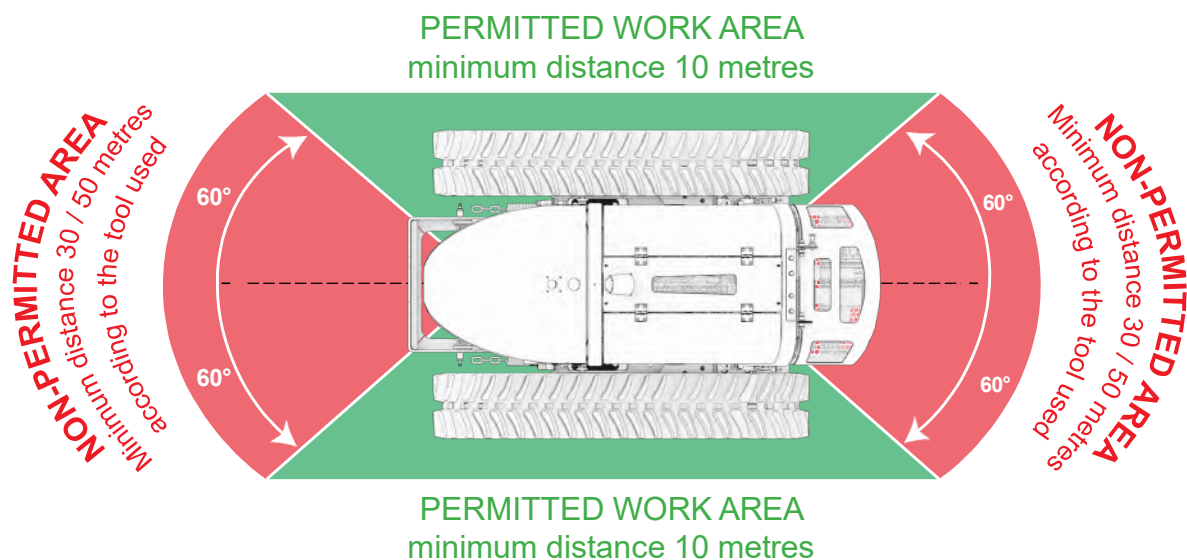 PERMITTED WORK AREA
minimum distance 10 metres
NON-PERMITTED AREA
Minimum distance 30 / 50 metres
according to the tool used
60°
60°
60°
60°
NON-PERMITTED AREA
Minimum distance 30 / 50 metres
according to the tool used
PERMITTED WORK AREA
minimum distance 10 metres